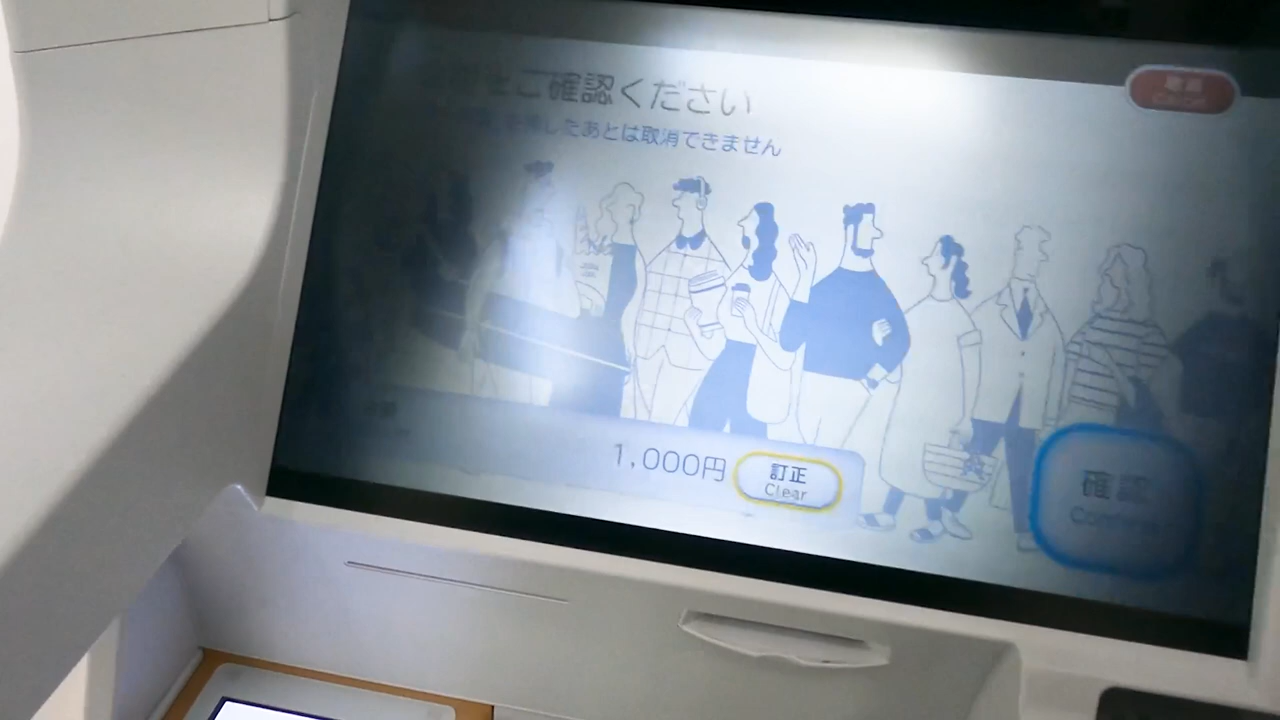 をご確認ください
押したあとは取消できません
1,000円
訂正
Clear
確認
Confirm